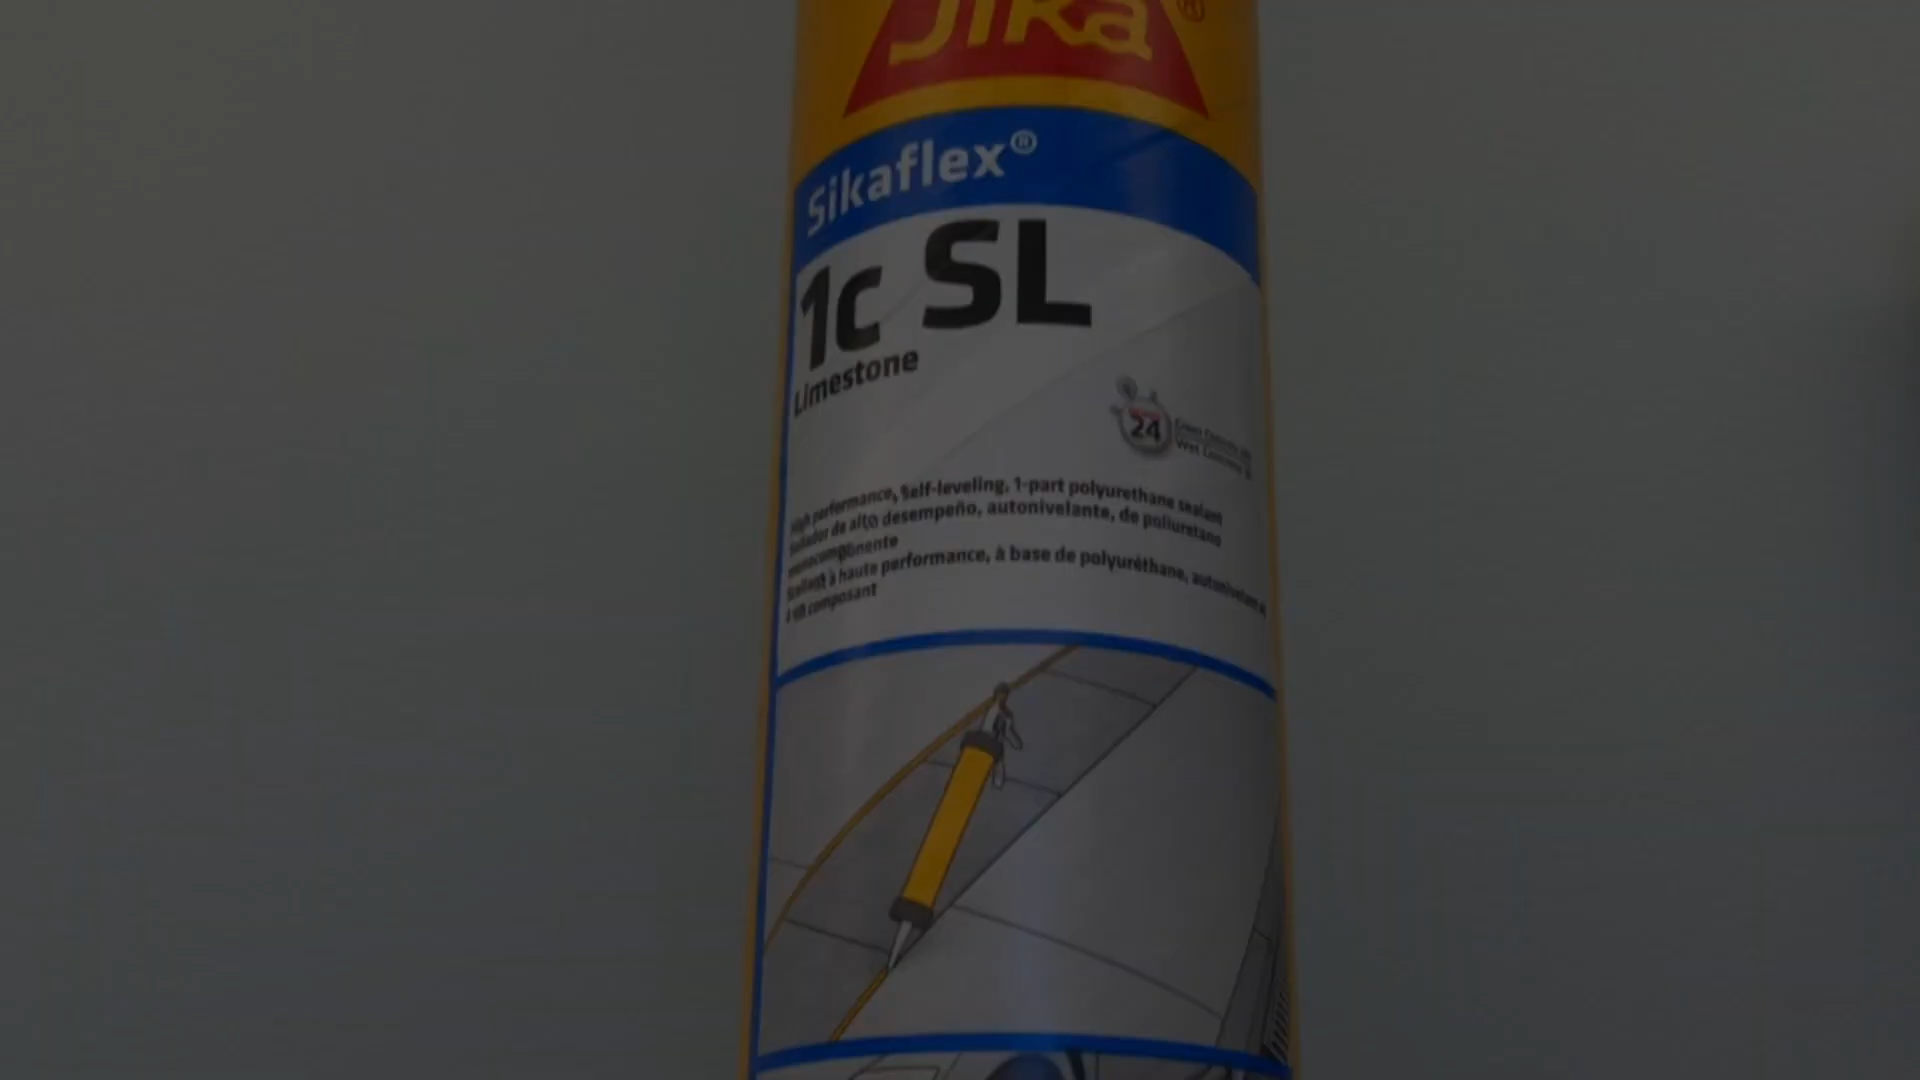 Sika®
Sikaflex®
1c SL
Limestone
24
High performance, Self-leveling, 1-part polyurethane sealant
Sellador de alto desempeño, autonivelante, de poliuretano
monocomponente
Scellant à haute performance, à base de polyuréthane, autonivelant
composant